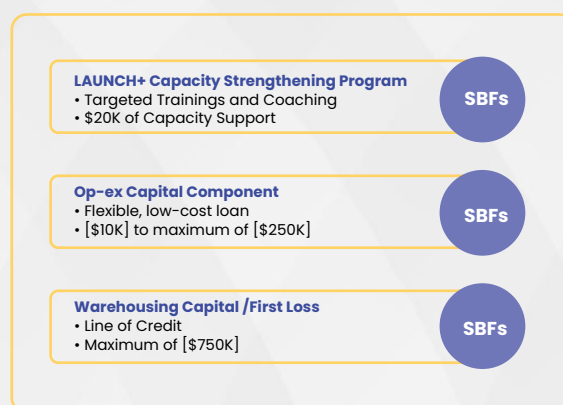 LAUNCH+ Capacity Strengthening Program
• Targeted Trainings and Coaching
• $20K of Capacity Support
SBFs
Op-ex Capital Component
• Flexible, low-cost loan
• [$10K] to maximum of [$250K]
SBFs
Warehousing Capital /First Loss
• Line of Credit
• Maximum of [$750K]
SBFs